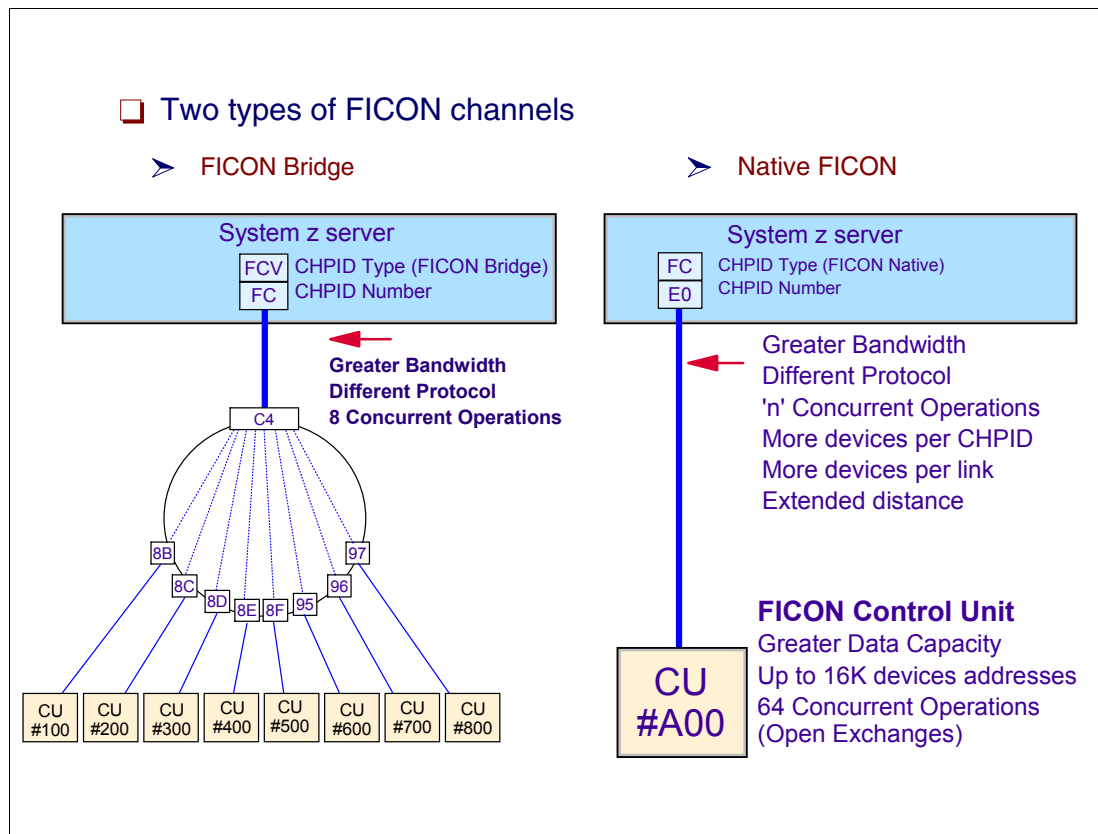 Two types of FICON channels
FICON Bridge
System z server
FCV CHPID Type (FICON Bridge)
FC CHPID Number
Greater Bandwidth
Different Protocol
8 Concurrent Operations
C4
8B
8C
8D
8E
8F
95
96
97
CU
#100
CU
#200
CU
#300
CU
#400
CU
#500
CU
#600
CU
#700
CU
#800
Native FICON
System z server
FC CHPID Type (FICON Native)
E0 CHPID Number
Greater Bandwidth
Different Protocol
'n' Concurrent Operations
More devices per CHPID
More devices per link
Extended distance
CU
#A00
FICON Control Unit
Greater Data Capacity
Up to 16K devices addresses
64 Concurrent Operations
(Open Exchanges)